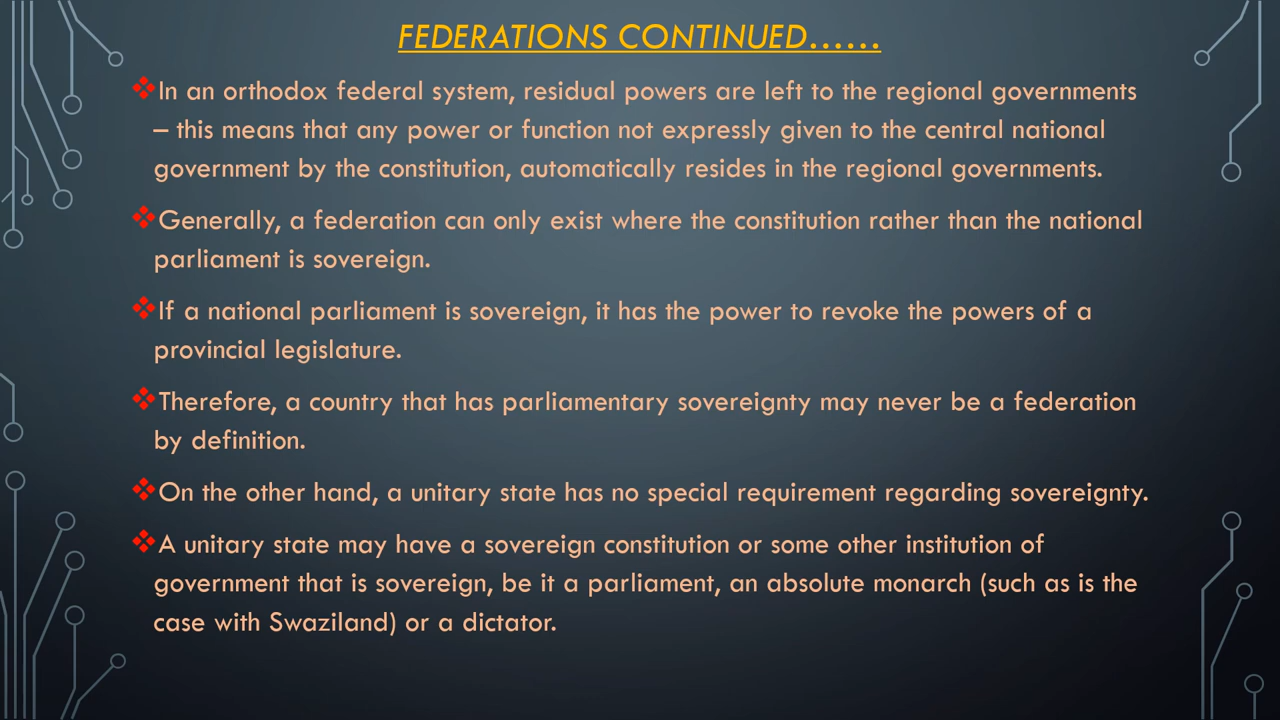 FEDERATIONS CONTINUED……
❖In an orthodox federal system, residual powers are left to the regional governments
– this means that any power or function not expressly given to the central national
government by the constitution, automatically resides in the regional governments.
❖Generally, a federation can only exist where the constitution rather than the national
parliament is sovereign.
❖If a national parliament is sovereign, it has the power to revoke the powers of a
provincial legislature.
❖Therefore, a country that has parliamentary sovereignty may never be a federation
by definition.
❖On the other hand, a unitary state has no special requirement regarding sovereignty.
❖A unitary state may have a sovereign constitution or some other institution of
government that is sovereign, be it a parliament, an absolute monarch (such as is the
case with Swaziland) or a dictator.